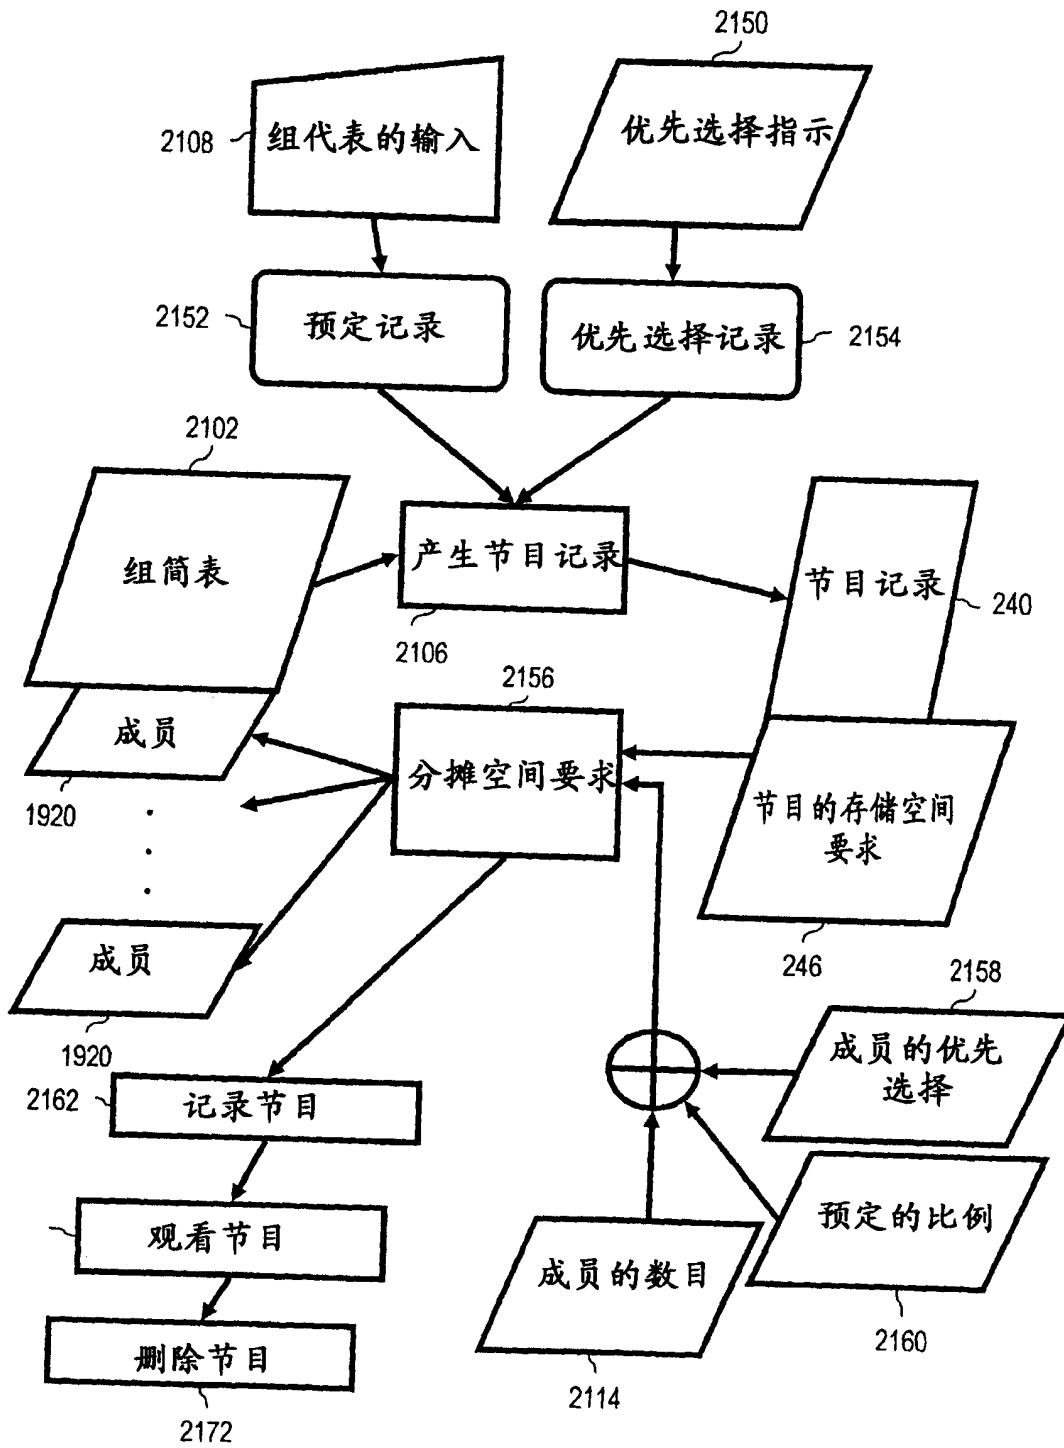 2150
2108
组代表的输入
优先选择指示
2152
预定记录
优先选择记录
2154
2102
组简表
产生节目记录
节目记录
240
2106
2156
成员
分摊空间要求
1920
节目的存储空间
要求
246
成员
1920
2158
成员的优先
选择
2162
记录节目
预定的比例
观看节目
成员的数目
2160
删除节目
2114
2172